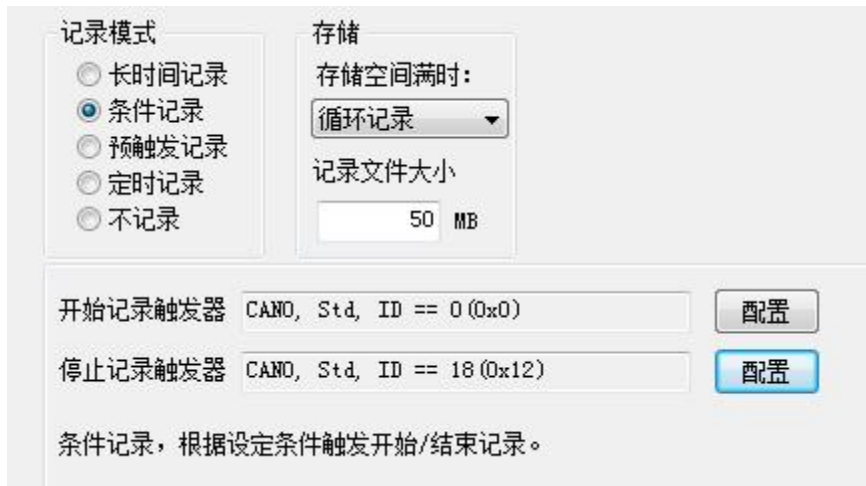 记录模式
长时间记录
条件记录
预触发记录
定时记录
不记录
存储
存储空间满时:
循环记录
记录文件大小
50 MB
开始记录触发器 CAN0, Std, ID == 0(0x0) 配置
停止记录触发器 CAN0, Std, ID == 18(0x12) 配置
条件记录，根据设定条件触发开始/结束记录。